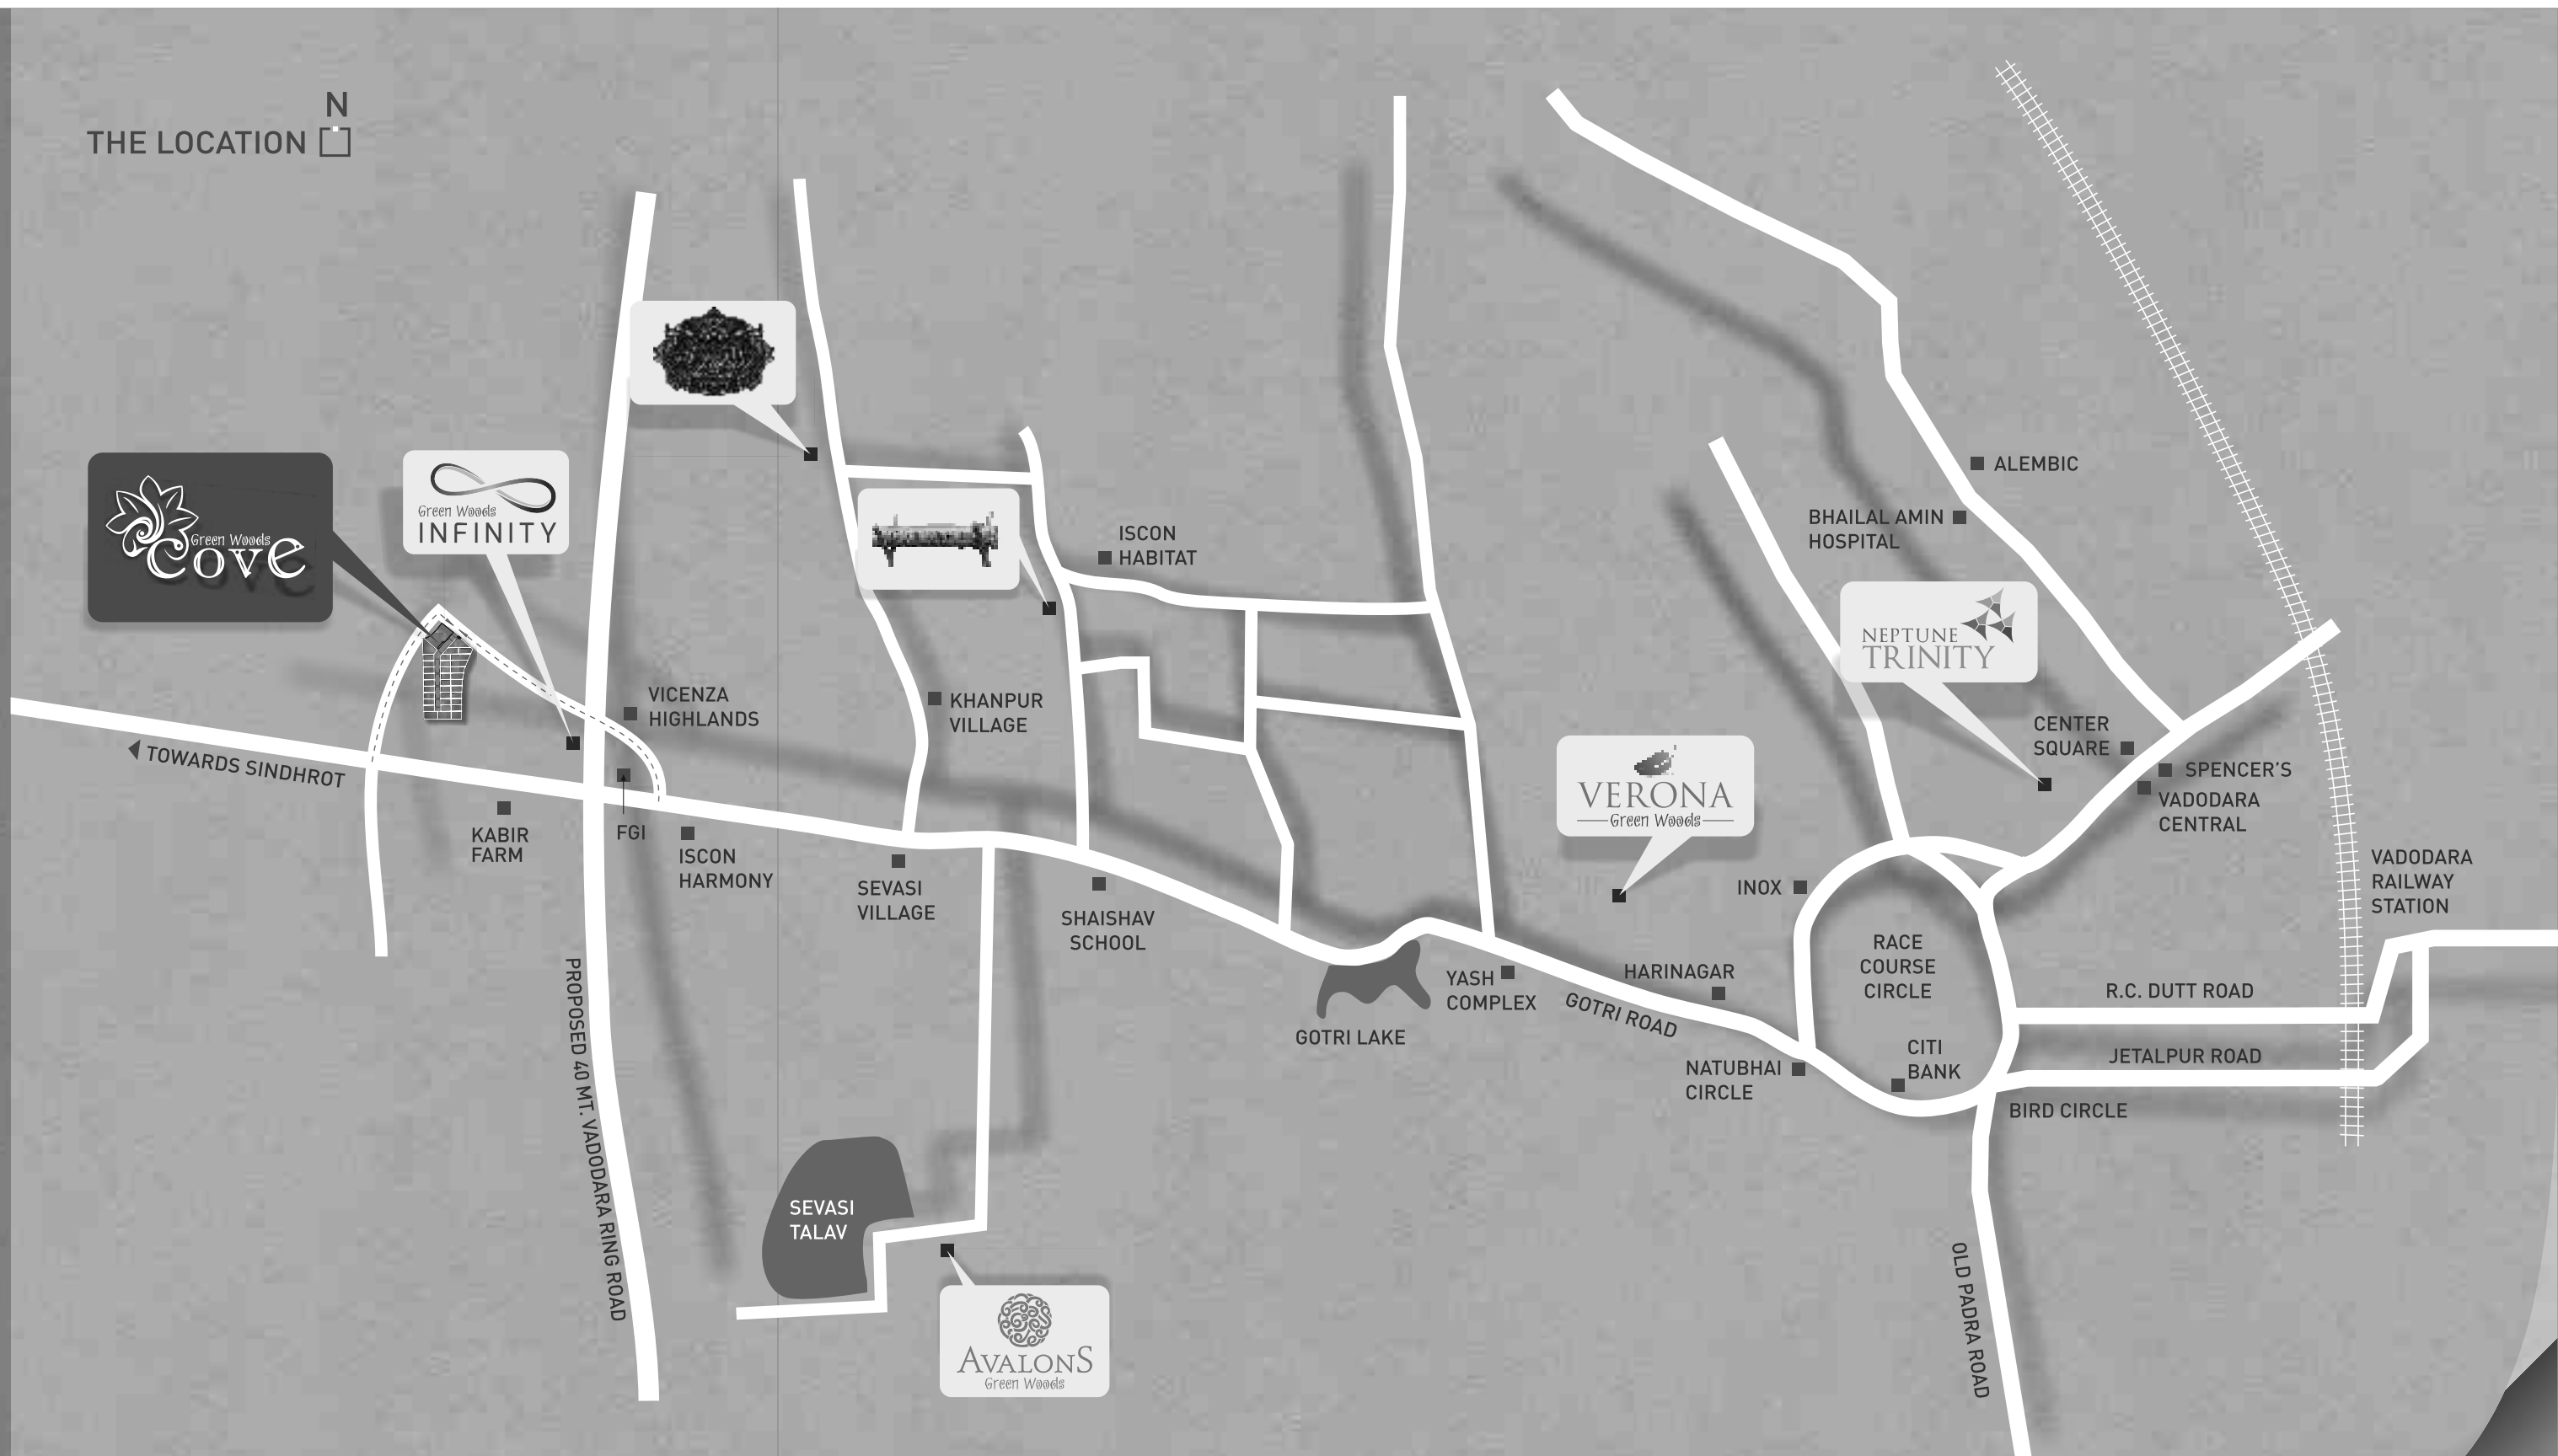 N
THE LOCATION
Green Woods
Cove
Green Woods
INFINITY
ISCON
HABITAT
ALEMBIC
BHAILAL AMIN
HOSPITAL
NEPTUNE
TRINITY
VICENZA
HIGHLANDS
KHANPUR
VILLAGE
CENTER
SQUARE
SPENCER'S
VADODARA
CENTRAL
◀ TOWARDS SINDHROT
VERONA
Green Woods
KABIR
FARM
FGI
ISCON
HARMONY
SEVASI
VILLAGE
SHAISHAV
SCHOOL
INOX
VADODARA
RAILWAY
STATION
RACE
COURSE
CIRCLE
HARINAGAR
YASH
COMPLEX
GOTRI ROAD
GOTRI LAKE
R.C. DUTT ROAD
JETALPUR ROAD
CITI
BANK
NATUBHAI
CIRCLE
BIRD CIRCLE
PROPOSED 40 MT. VADODARA RING ROAD
SEVASI
TALAV
OLD PADRA ROAD
AVALONS
Green Woods